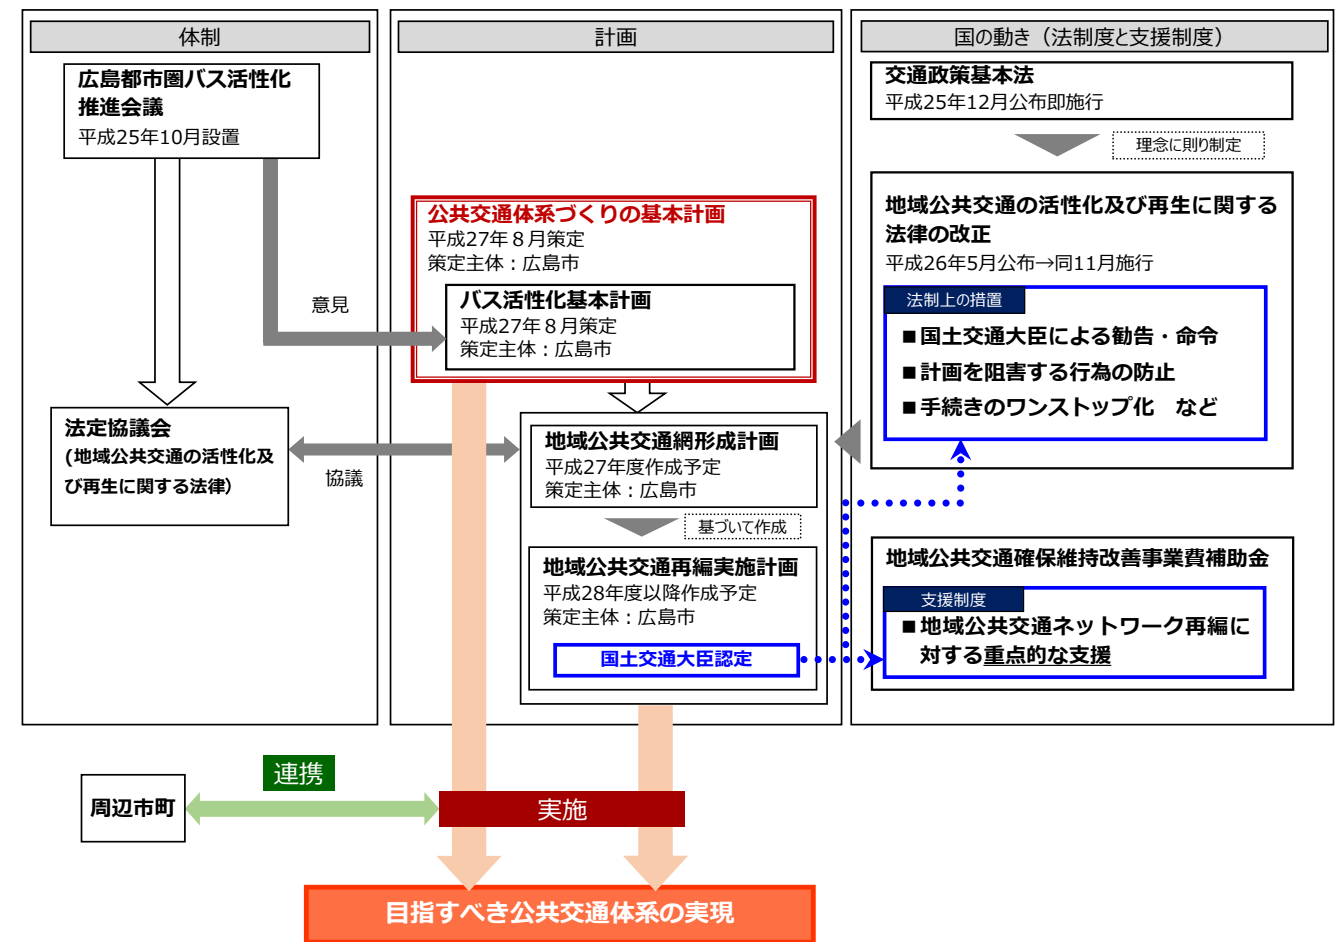 体制
広島都市圏バス活性化
推進会議
平成25年10月設置
意見
法定協議会
(地域公共交通の活性化及
び再生に関する法律)
協議
計画
公共交通体系づくりの基本計画
平成27年８月策定
策定主体：広島市
バス活性化基本計画
平成27年８月策定
策定主体：広島市
地域公共交通網形成計画
平成27年度作成予定
策定主体：広島市
基づいて作成
地域公共交通再編実施計画
平成28年度以降作成予定
策定主体：広島市
国土交通大臣認定
国の動き（法制度と支援制度）
交通政策基本法
平成25年12月公布即施行
理念に則り制定
地域公共交通の活性化及び再生に関する
法律の改正
平成26年5月公布→同11月施行
法制上の措置
■国土交通大臣による勧告・命令
■計画を阻害する行為の防止
■手続きのワンストップ化　など
地域公共交通確保維持改善事業費補助金
支援制度
■地域公共交通ネットワーク再編に
対する重点的な支援
連携
周辺市町
実施
目指すべき公共交通体系の実現